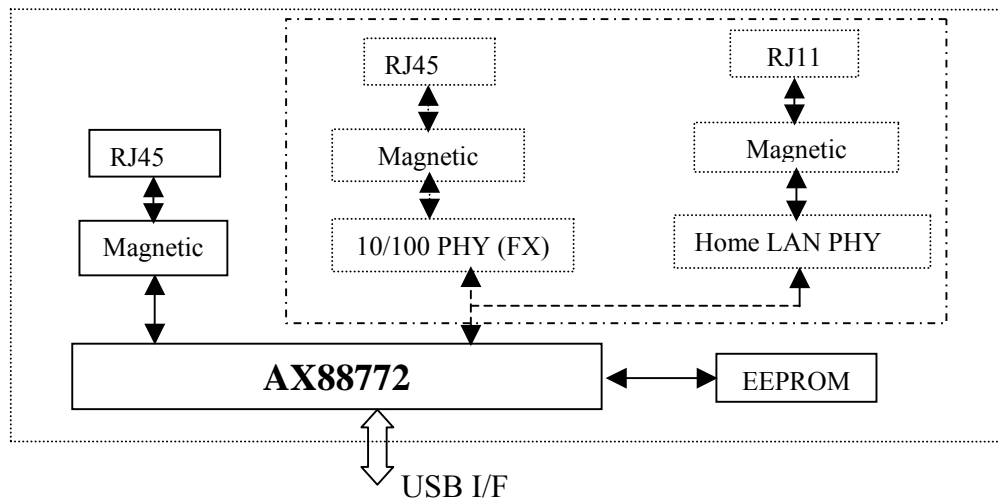 RJ45
RJ11
Magnetic
Magnetic
RJ45
Magnetic
10/100 PHY (FX)
Home LAN PHY
AX88772
EEPROM
USB I/F